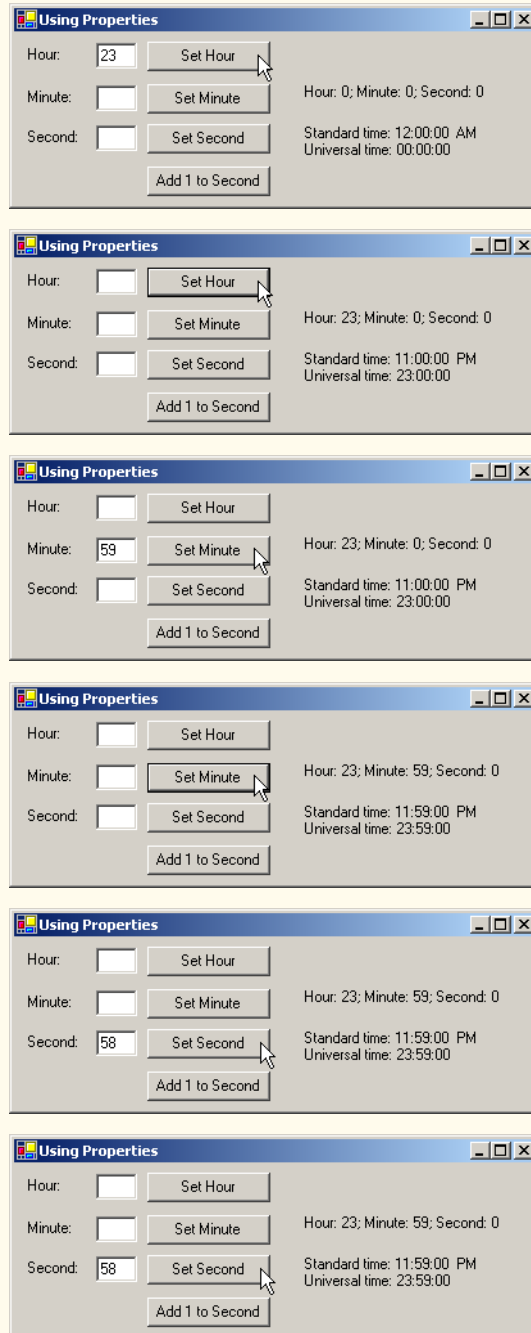 Using Properties
Hour: 23 Set Hour
Minute: Set Minute Hour: 0; Minute: 0; Second: 0
Second: Set Second Standard time: 12:00:00 AM
Universal time: 00:00:00
Add 1 to Second
Using Properties
Hour: Set Hour
Minute: Set Minute Hour: 23; Minute: 0; Second: 0
Second: Set Second Standard time: 11:00:00 PM
Universal time: 23:00:00
Add 1 to Second
Using Properties
Hour: Set Hour
Minute: 59 Set Minute Hour: 23; Minute: 0; Second: 0
Second: Set Second Standard time: 11:00:00 PM
Universal time: 23:00:00
Add 1 to Second
Using Properties
Hour: Set Hour
Minute: Set Minute Hour: 23; Minute: 59; Second: 0
Second: Set Second Standard time: 11:59:00 PM
Universal time: 23:59:00
Add 1 to Second
Using Properties
Hour: Set Hour
Minute: Set Minute Hour: 23; Minute: 59; Second: 0
Second: 58 Set Second Standard time: 11:59:00 PM
Universal time: 23:59:00
Add 1 to Second
Using Properties
Hour: Set Hour
Minute: Set Minute Hour: 23; Minute: 59; Second: 0
Second: 58 Set Second Standard time: 11:59:00 PM
Universal time: 23:59:00
Add 1 to Second